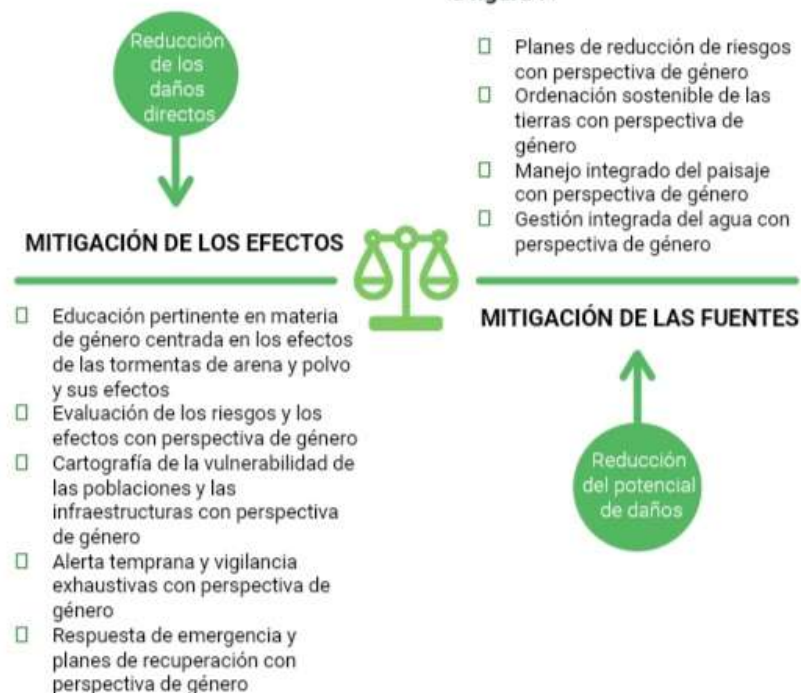 Reducción
de los
daños
directos
MITIGACIÓN DE LOS EFECTOS
Educación pertinente en materia
de género centrada en los efectos
de las tormentas de arena y polvo
y sus efectos
Evaluación de los riesgos y los
efectos con perspectiva de género
Cartografía de la vulnerabilidad de
las poblaciones y las
infraestructuras con perspectiva
de género
Alerta temprana y vigilancia
exhaustivas con perspectiva de
género
Respuesta de emergencia y
planes de recuperación con
perspectiva de género
Planes de reducción de riesgos
con perspectiva de género
Ordenación sostenible de las
tierras con perspectiva de
género
Manejo integrado del paisaje
con perspectiva de género
Gestión integrada del agua con
perspectiva de género
MITIGACIÓN DE LAS FUENTES
Reducción
del potencial
de daños